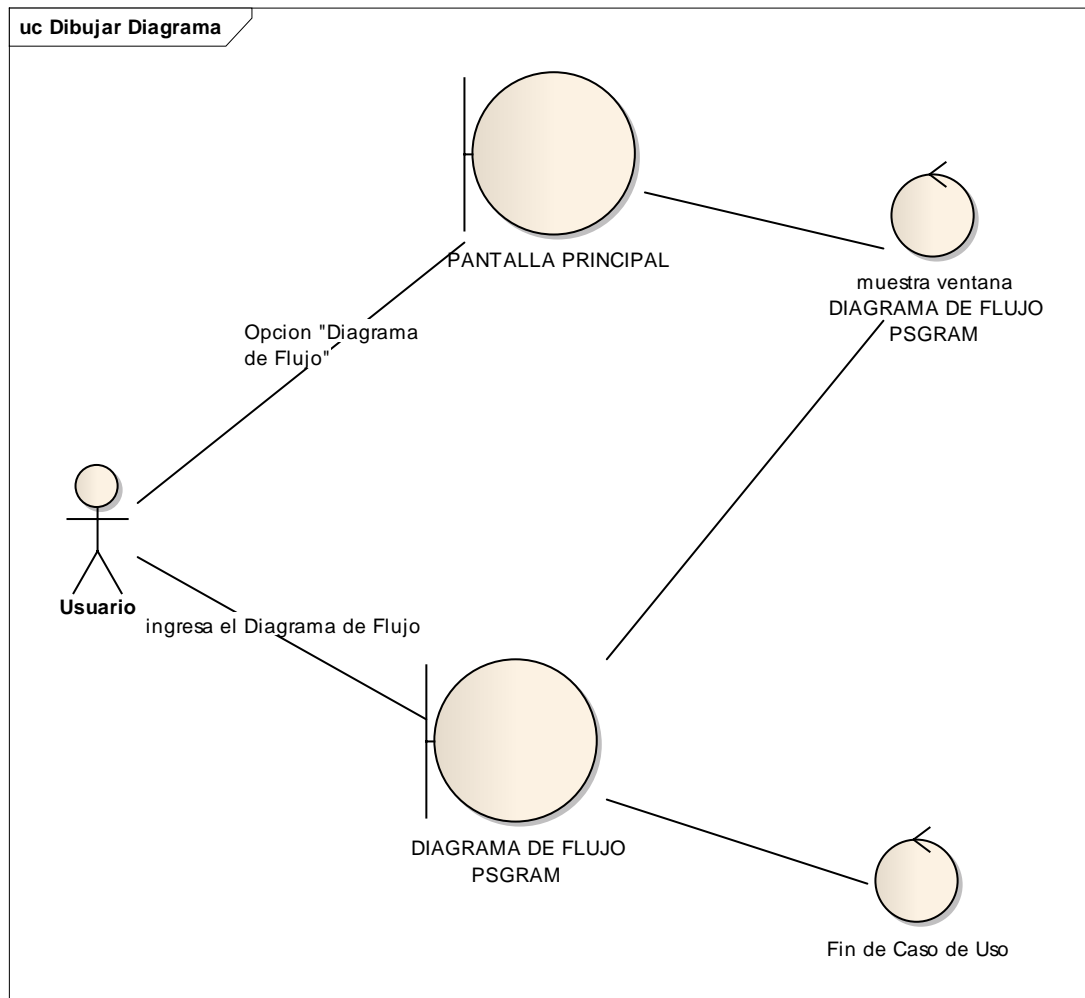 uc Dibujar Diagrama
PANTALLA PRINCIPAL
muestra ventana
DIAGRAMA DE FLUJO
PSGRAM
Opcion "Diagrama
de Flujo"
Usuario
ingresa el Diagrama de Flujo
DIAGRAMA DE FLUJO
PSGRAM
Fin de Caso de Uso